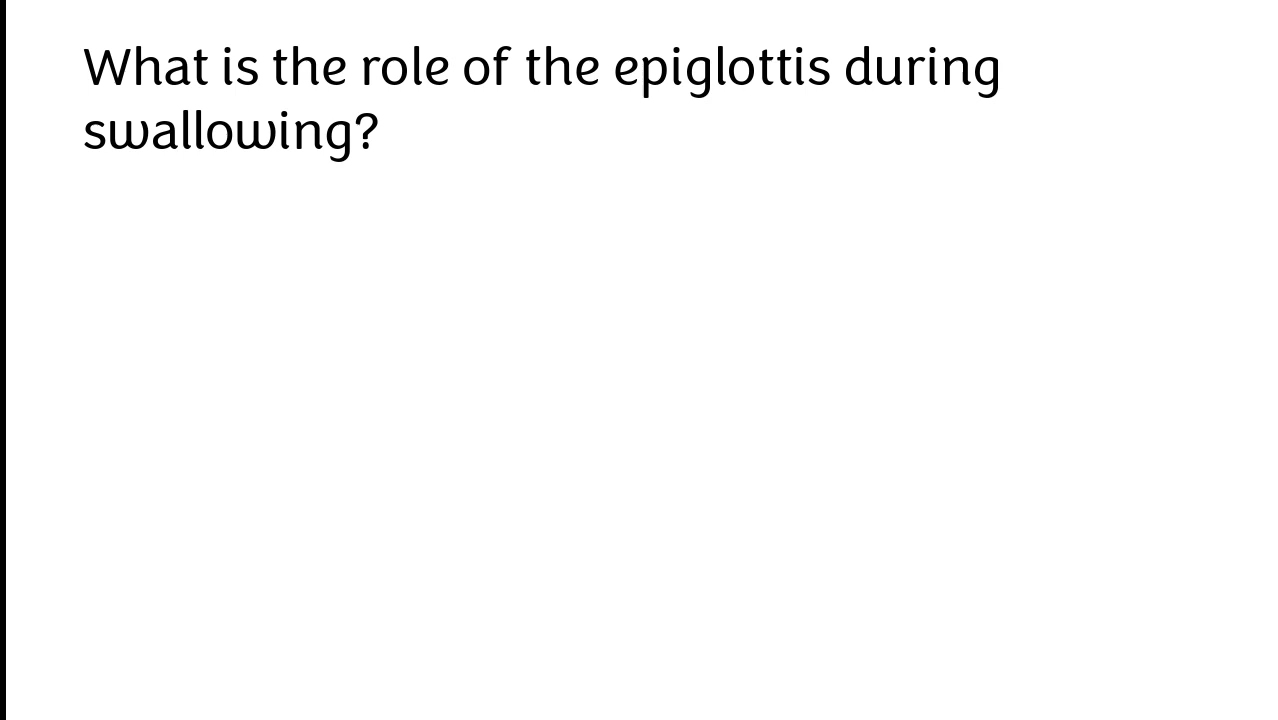 What is the role of the epiglottis during
swallowing?